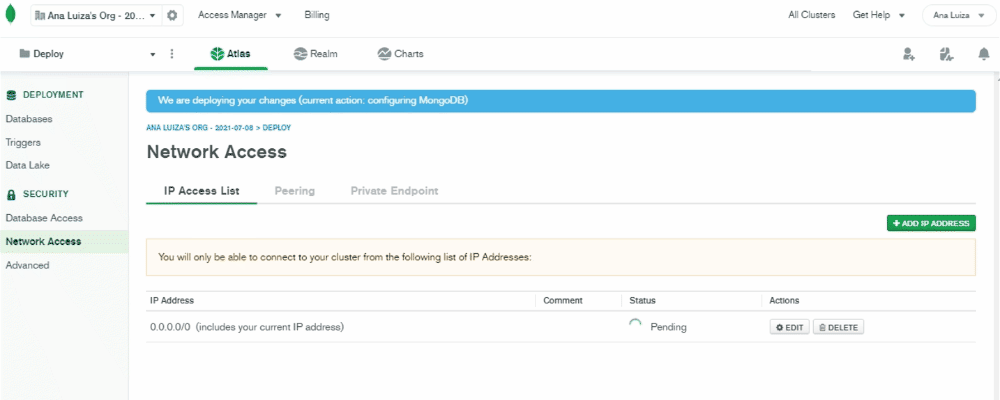 Ana Luiza's Org - 20... Access Manager Billing All Clusters Get Help Ana Luiza
Deploy Atlas Realm Charts
DEPLOYMENT
Databases
Triggers
Data Lake
SECURITY
Database Access
Network Access
Advanced
We are deploying your changes (current action: configuring MongoDB)
ANA LUIZA'S ORG - 2021-07-08 > DEPLOY
Network Access
IP Access List Peering Private Endpoint
+ ADD IP ADDRESS
You will only be able to connect to your cluster from the following list of IP Addresses:
IP Address Comment Status Actions
0.0.0.0/0 (includes your current IP address) Pending EDIT DELETE